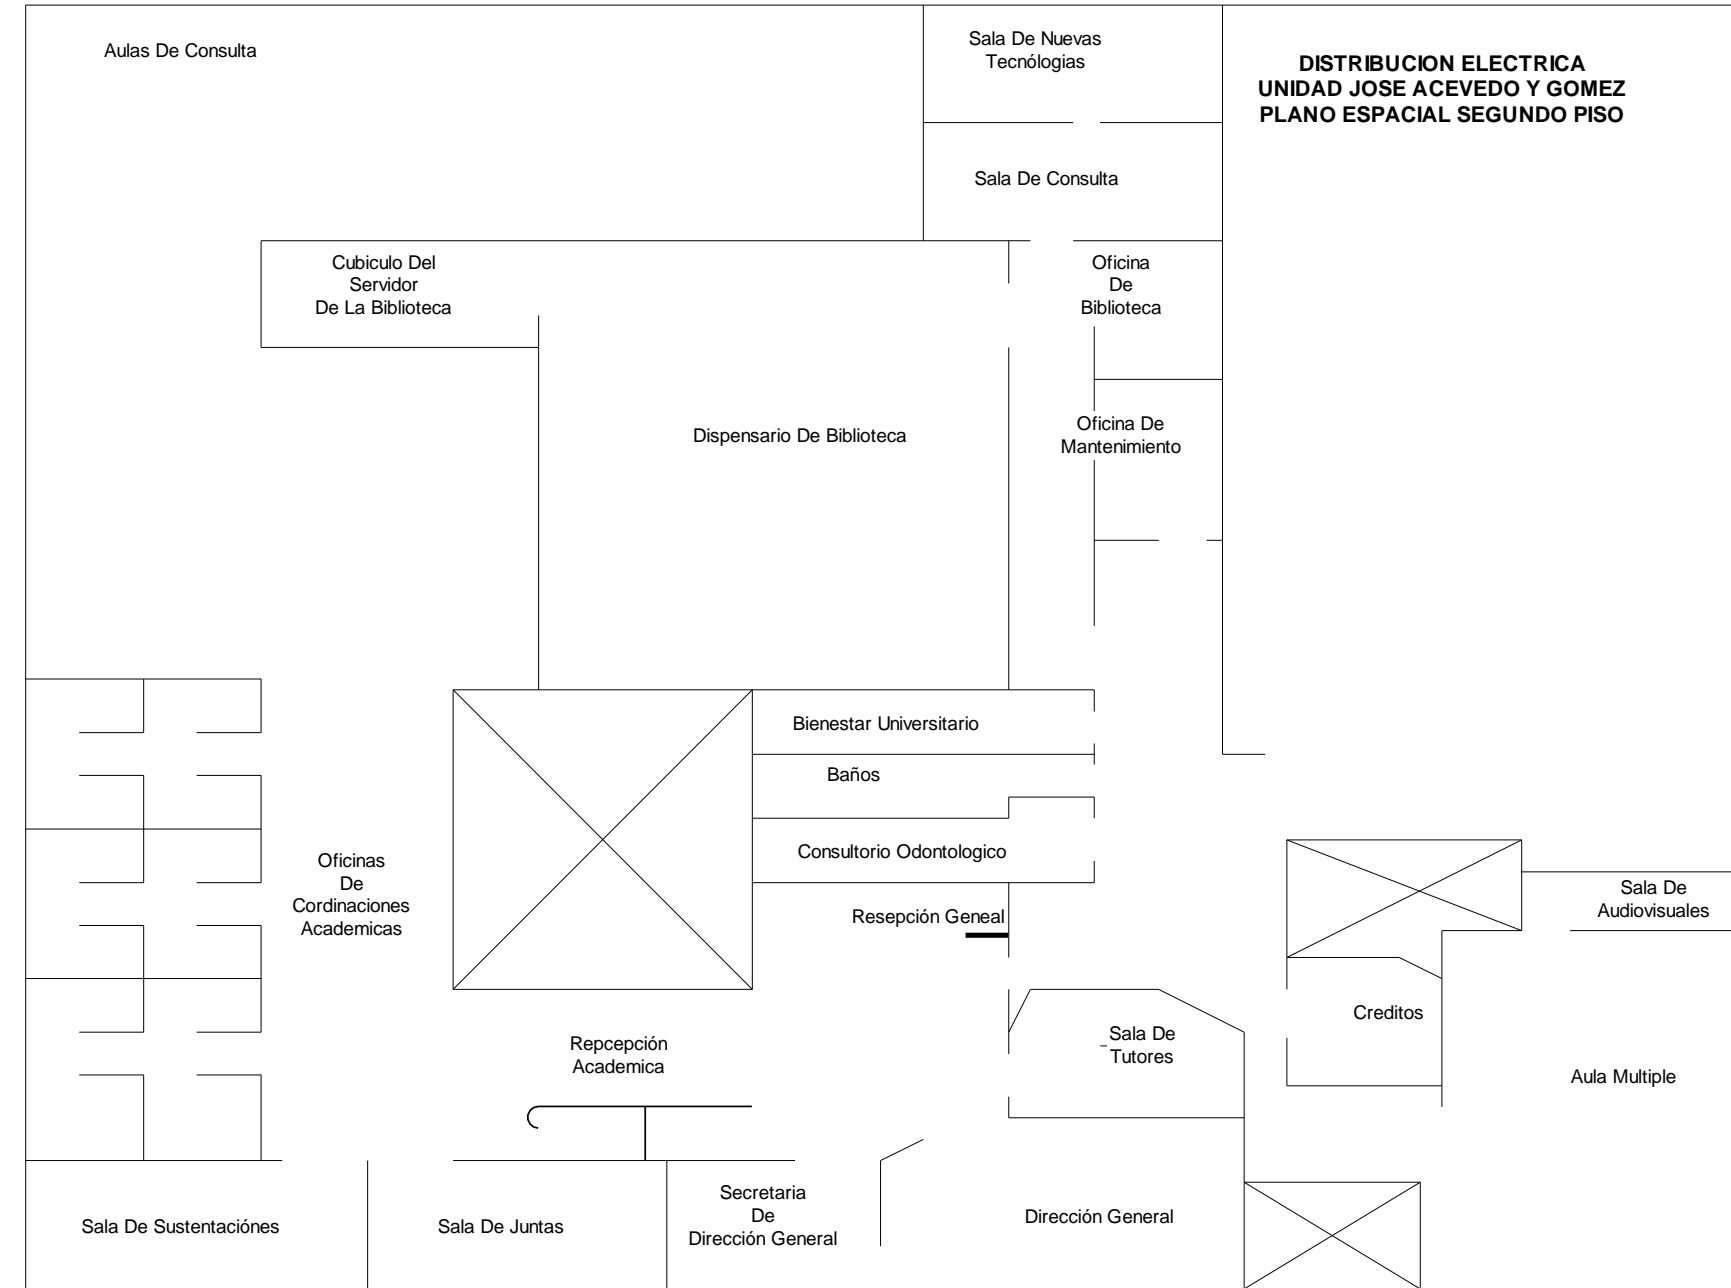 Aulas De Consulta
Sala De Nuevas
Tecnólogias
DISTRIBUCION ELECTRICA
UNIDAD JOSE ACEVEDO Y GOMEZ
PLANO ESPACIAL SEGUNDO PISO
Sala De Consulta
Cubiculo Del
Servidor
De La Biblioteca
Oficina
De
Biblioteca
Dispensario De Biblioteca
Oficina De
Mantenimiento
Bienestar Universitario
Baños
Consultorio Odontologico
Oficinas
De
Cordinaciones
Academicas
Resepción Geneal
Sala De
Audiovisuales
Creditos
Sala De
Tutores
Repcepción
Academica
Aula Multiple
Sala De Sustentaciónes
Sala De Juntas
Secretaria
De
Dirección General
Dirección General